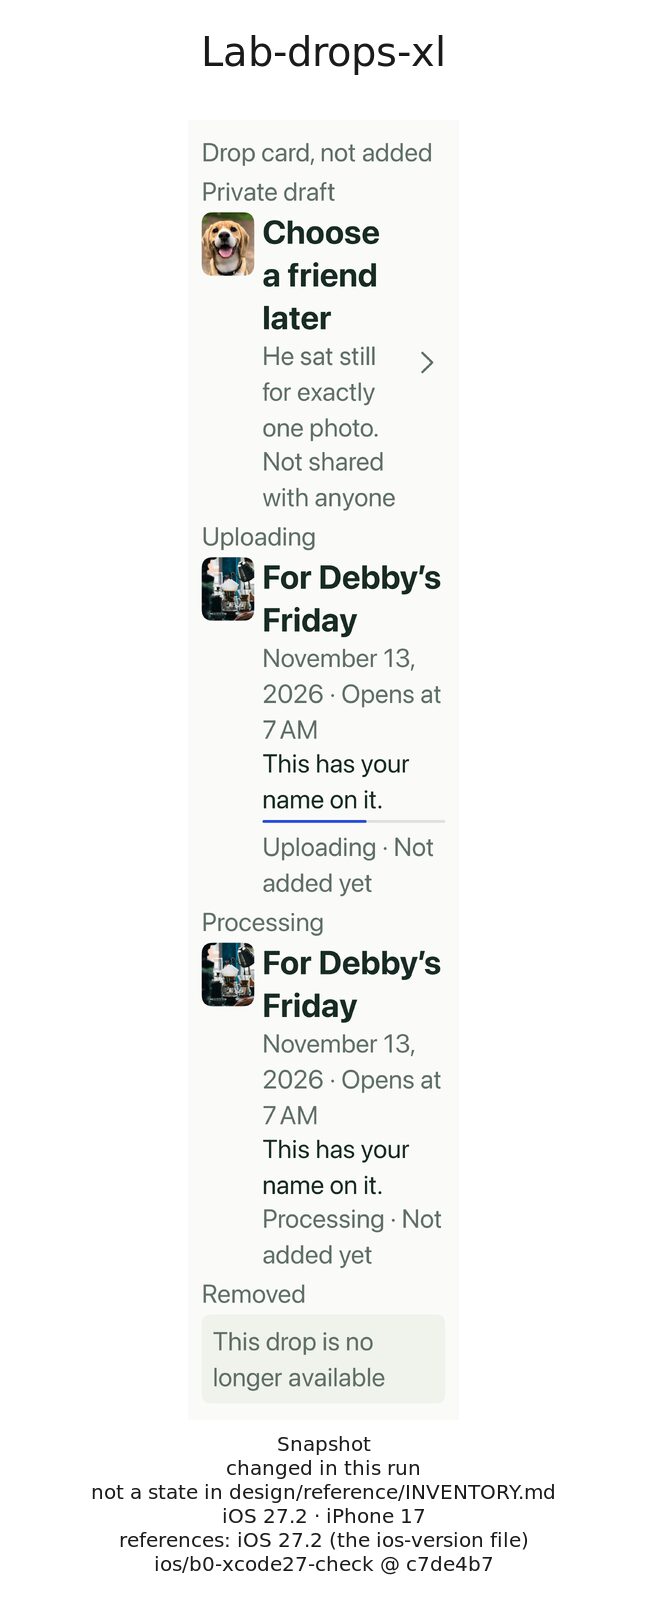 Lab-drops-xl
Drop card, not added
Private draft
Choose
a friend
later
He sat still
for exactly
one photo.
Not shared
with anyone
Uploading
For Debby’s
Friday
November 13,
2026 · Opens at
7 AM
This has your
name on it.
Uploading · Not
added yet
Processing
For Debby’s
Friday
November 13,
2026 · Opens at
7 AM
This has your
name on it.
Processing · Not
added yet
Removed
This drop is no
longer available
Snapshot
changed in this run
not a state in design/reference/INVENTORY.md
iOS 27.2 · iPhone 17
references: iOS 27.2 (the ios-version file)
ios/b0-xcode27-check @ c7de4b7